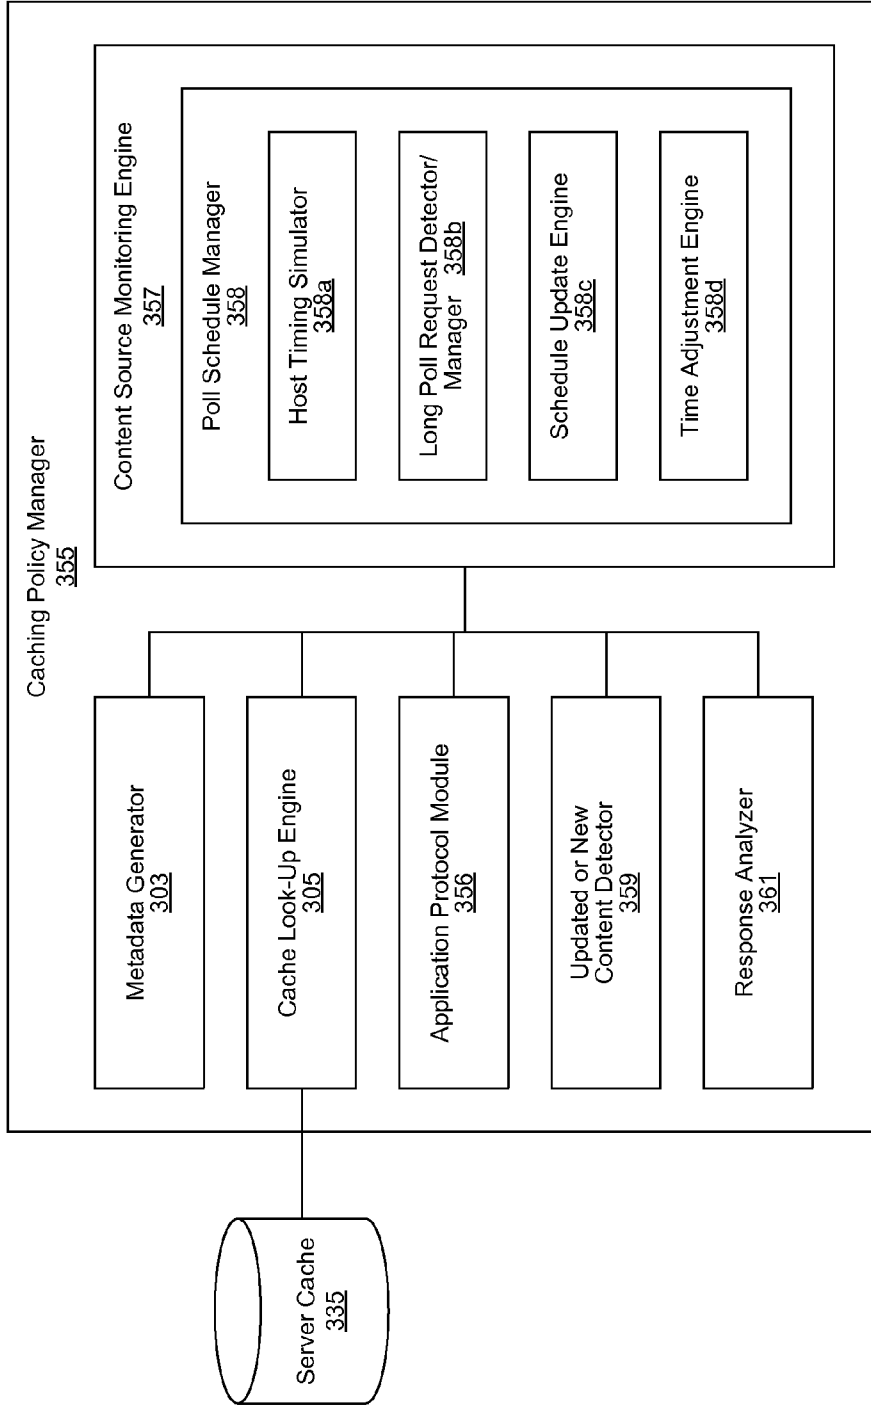 Caching Policy Manager
355
Server Cache
335
Metadata Generator
303
Cache Look-Up Engine
305
Application Protocol Module
356
Updated or New
Content Detector
359
Response Analyzer
361
Content Source Monitoring Engine
357
Poll Schedule Manager
358
Host Timing Simulator
358a
Long Poll Request Detector/
Manager 358b
Schedule Update Engine
358c
Time Adjustment Engine
358d